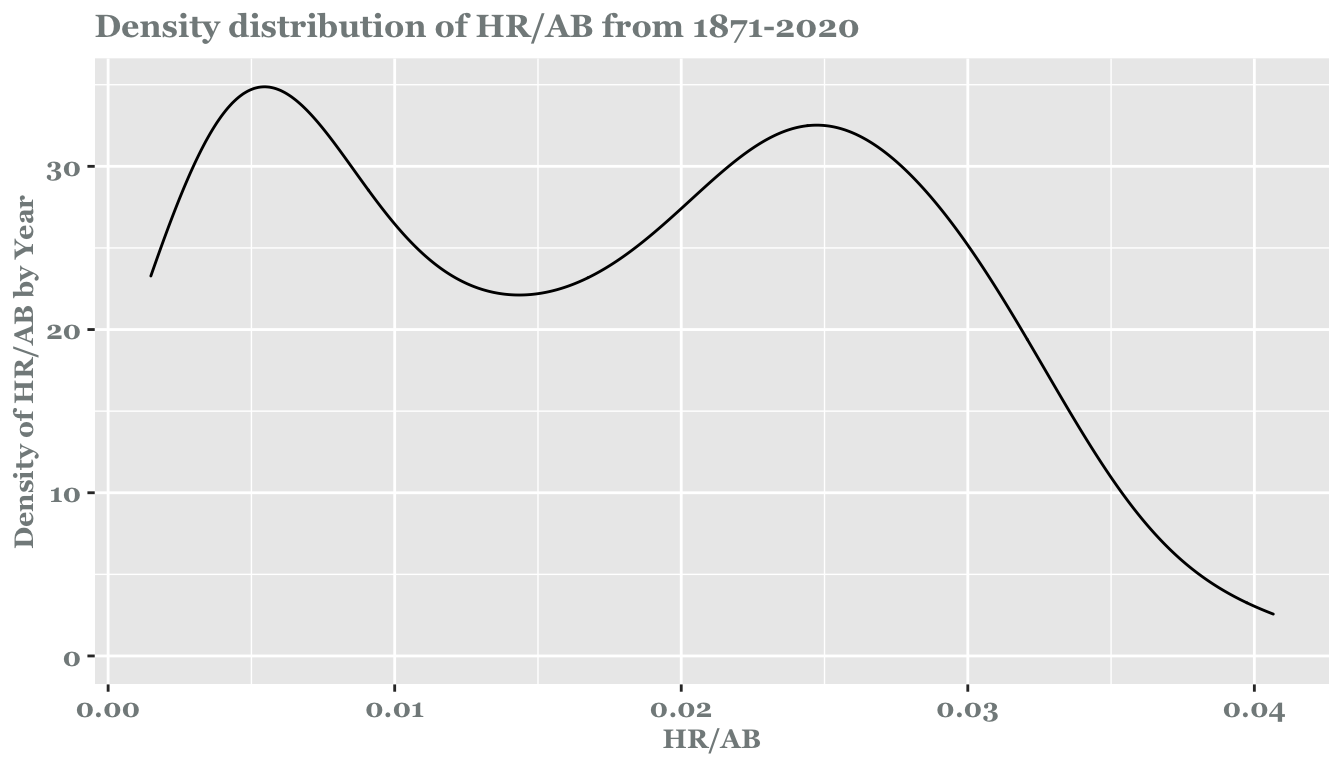 Density distribution of HR/AB from 1871-2020
Density of HR/AB by Year
30
20
10
0
0.00 0.01 0.02 0.03 0.04
HR/AB